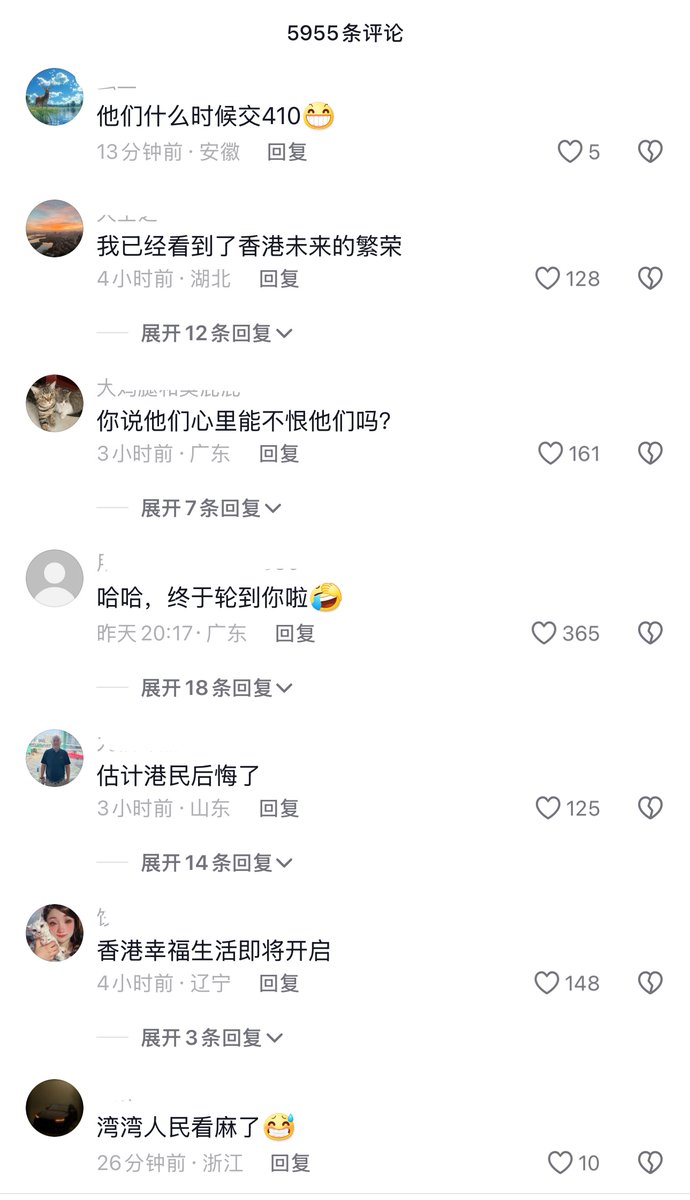 5955条评论
他们什么时候交410😁
13分钟前·安徽 回复 5
我已经看到了香港未来的繁荣
4小时前·湖北 回复 128
展开12条回复
你说他们心里能不恨他们吗?
3小时前·广东 回复 161
展开7条回复
哈哈，终于轮到你啦🤣
昨天20:17·广东 回复 365
展开18条回复
估计港民后悔了
3小时前·山东 回复 125
展开14条回复
香港幸福生活即将开启
4小时前·辽宁 回复 148
展开3条回复
湾湾人民看麻了😅
26分钟前·浙江 回复 10